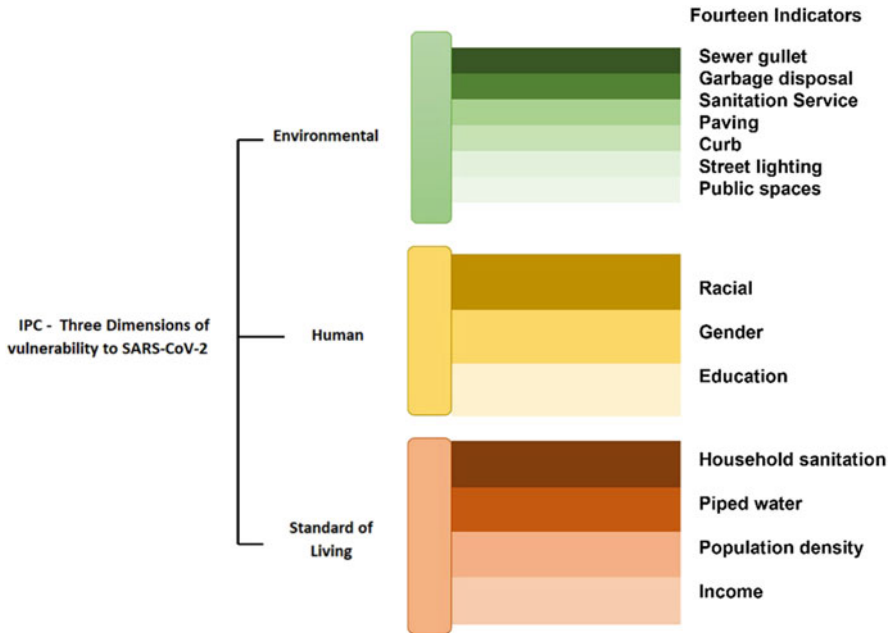 Fourteen Indicators
IPC - Three Dimensions of
vulnerability to SARS-CoV-2
Environmental
Sewer gullet
Garbage disposal
Sanitation Service
Paving
Curb
Street lighting
Public spaces
Human
Racial
Gender
Education
Standard of
Living
Household sanitation
Piped water
Population density
Income